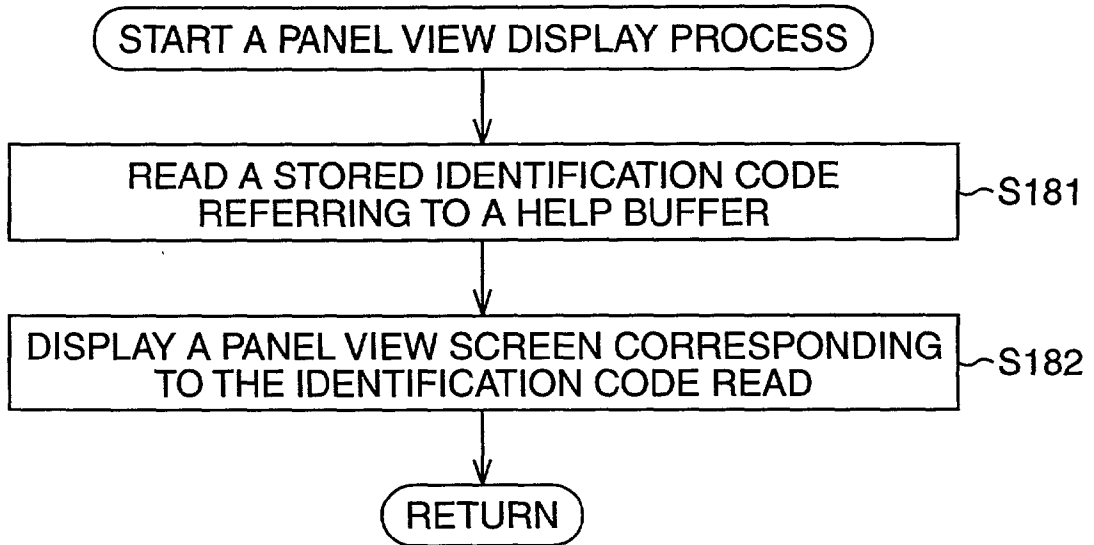 START A PANEL VIEW DISPLAY PROCESS
READ A STORED IDENTIFICATION CODE
REFERRING TO A HELP BUFFER
S181
DISPLAY A PANEL VIEW SCREEN CORRESPONDING
TO THE IDENTIFICATION CODE READ
S182
RETURN